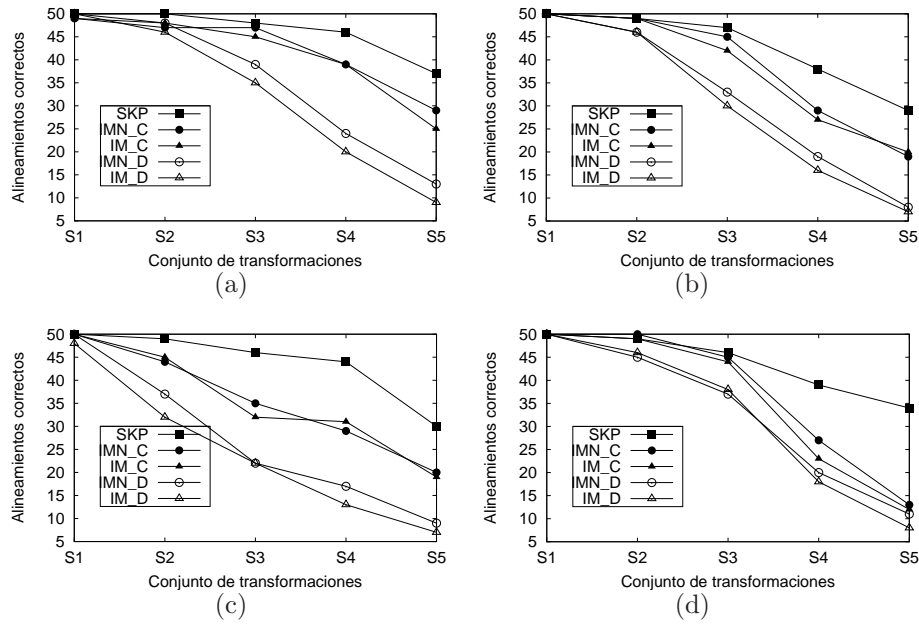 Alineamientos correctos
50
45
40
35
30
25
20
15
10
5
SKP
IMN_C
IM_C
IMN_D
IM_D
S1 S2 S3 S4 S5
Conjunto de transformaciones
(a)
Alineamientos correctos
50
45
40
35
30
25
20
15
10
5
SKP
IMN_C
IM_C
IMN_D
IM_D
S1 S2 S3 S4 S5
Conjunto de transformaciones
(b)
Alineamientos correctos
50
45
40
35
30
25
20
15
10
5
SKP
IMN_C
IM_C
IMN_D
IM_D
S1 S2 S3 S4 S5
Conjunto de transformaciones
(c)
Alineamientos correctos
50
45
40
35
30
25
20
15
10
5
SKP
IMN_C
IM_C
IMN_D
IM_D
S1 S2 S3 S4 S5
Conjunto de transformaciones
(d)